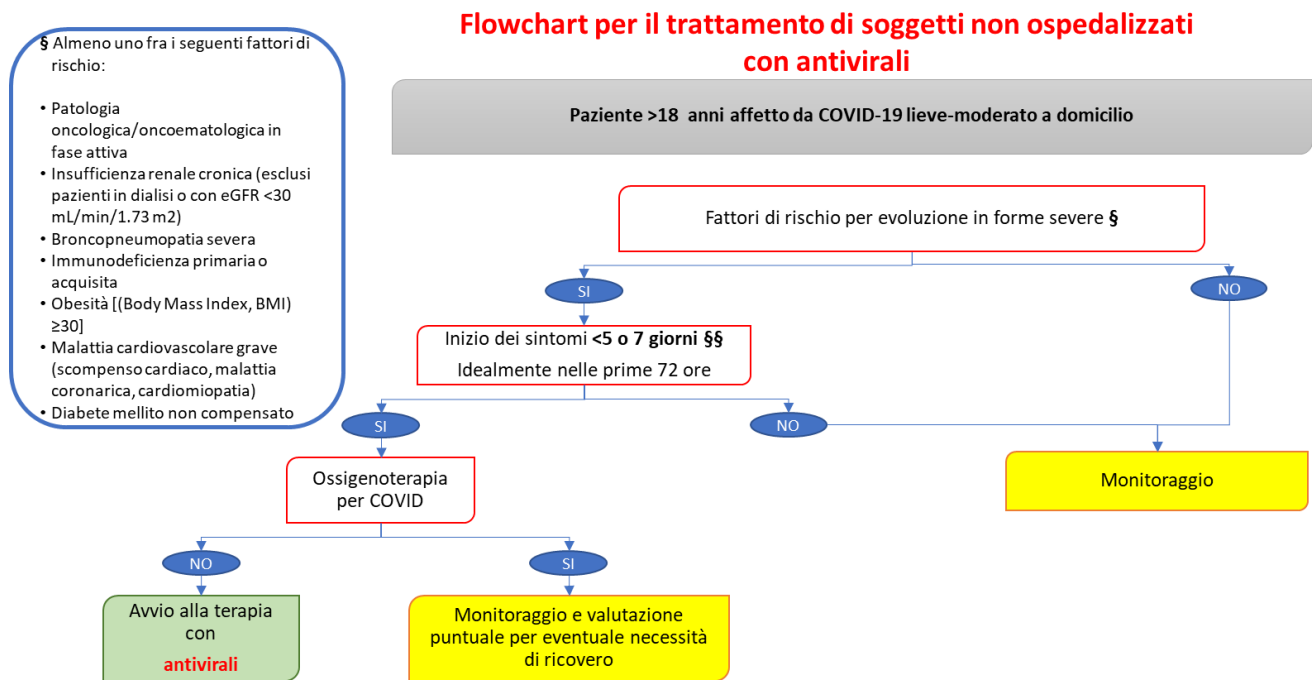 Flowchart per il trattamento di soggetti non ospedalizzati
con antivirali
§ Almeno uno fra i seguenti fattori di
rischio:
• Patologia
oncologica/oncoematologica in
fase attiva
• Insufficienza renale cronica (esclusi
pazienti in dialisi o con eGFR <30
mL/min/1.73 m2)
• Broncopneumopatia severa
• Immunodeficienza primaria o
acquisita
• Obesità [(Body Mass Index, BMI)
≥30]
• Malattia cardiovascolare grave
(scompenso cardiaco, malattia
coronarica, cardiomiopatia)
• Diabete mellito non compensato
Paziente >18 anni affetto da COVID-19 lieve-moderato a domicilio
Fattori di rischio per evoluzione in forme severe §
SI
NO
Inizio dei sintomi <5 o 7 giorni §§
Idealmente nelle prime 72 ore
SI
NO
Ossigenoterapia
per COVID
Monitoraggio
NO
SI
Avvio alla terapia
con
antivirali
Monitoraggio e valutazione
puntuale per eventuale necessità
di ricovero